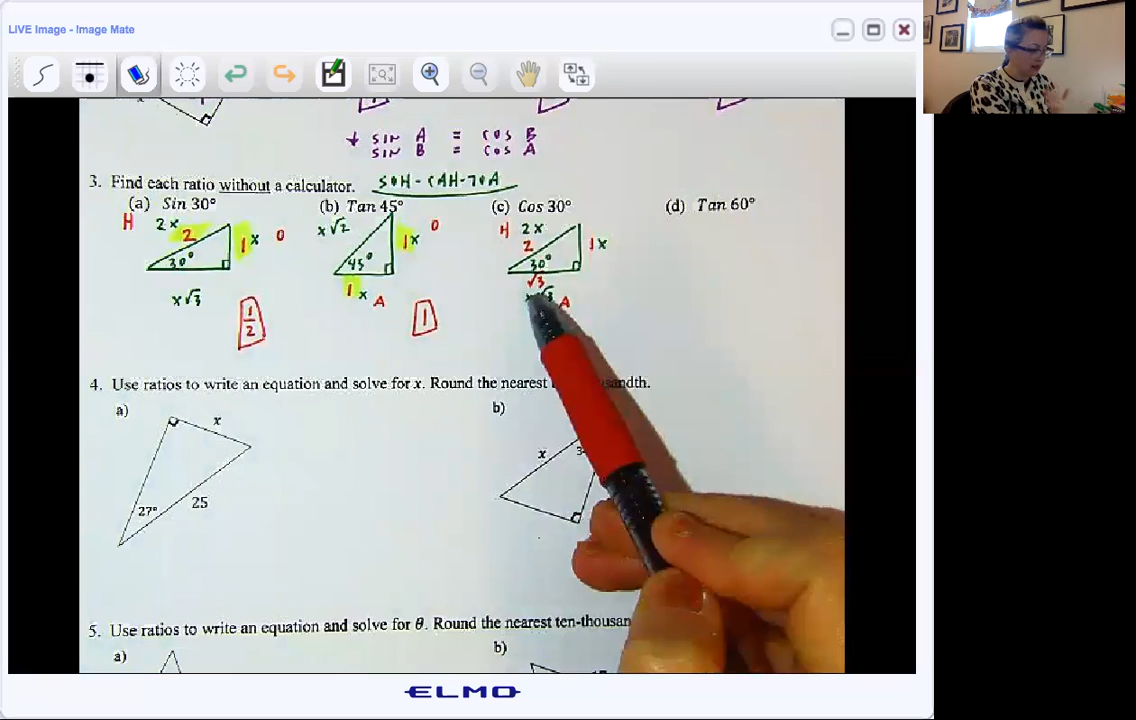 LIVE Image - Image Mate
↓ SIN A = COS B
SIN B = COS A
3. Find each ratio without a calculator. SOH - CAH - TOA
(a) Sin 30° (b) Tan 45° (c) Cos 30° (d) Tan 60°
H 2x x√2 O H 2x
2 1x O 1x 2 1x
30° 45° 30°
x√3 1x A √3
A
1/2 1
4. Use ratios to write an equation and solve for x. Round the nearest
a) b)
x
x
25
27°
5. Use ratios to write an equation and solve for θ. Round the nearest
a) b)
ELMO